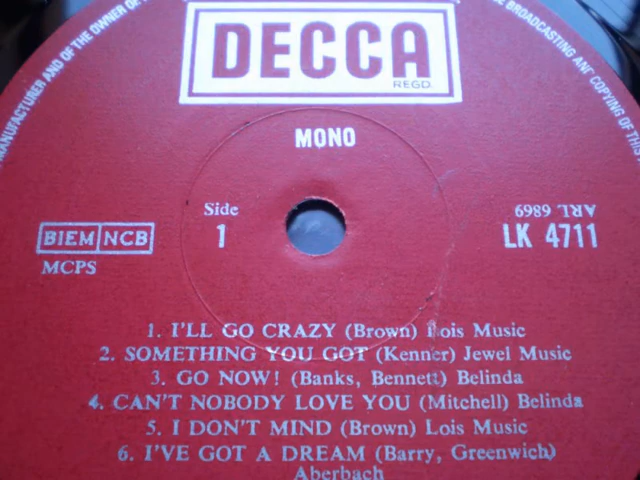 MANUFACTURER AND OF THE OWNER OF
BROADCASTING AND COPYING OF THIS
DECCA
REGD.
MONO
Side
1
ARL 6869
LK 4711
BIEM NCB
MCPS
1. I'LL GO CRAZY (Brown) Lois Music
2. SOMETHING YOU GOT (Kenner) Jewel Music
3. GO NOW! (Banks, Bennett) Belinda
4. CAN'T NOBODY LOVE YOU (Mitchell) Belinda
5. I DON'T MIND (Brown) Lois Music
6. I'VE GOT A DREAM (Barry, Greenwich)
Aberbach